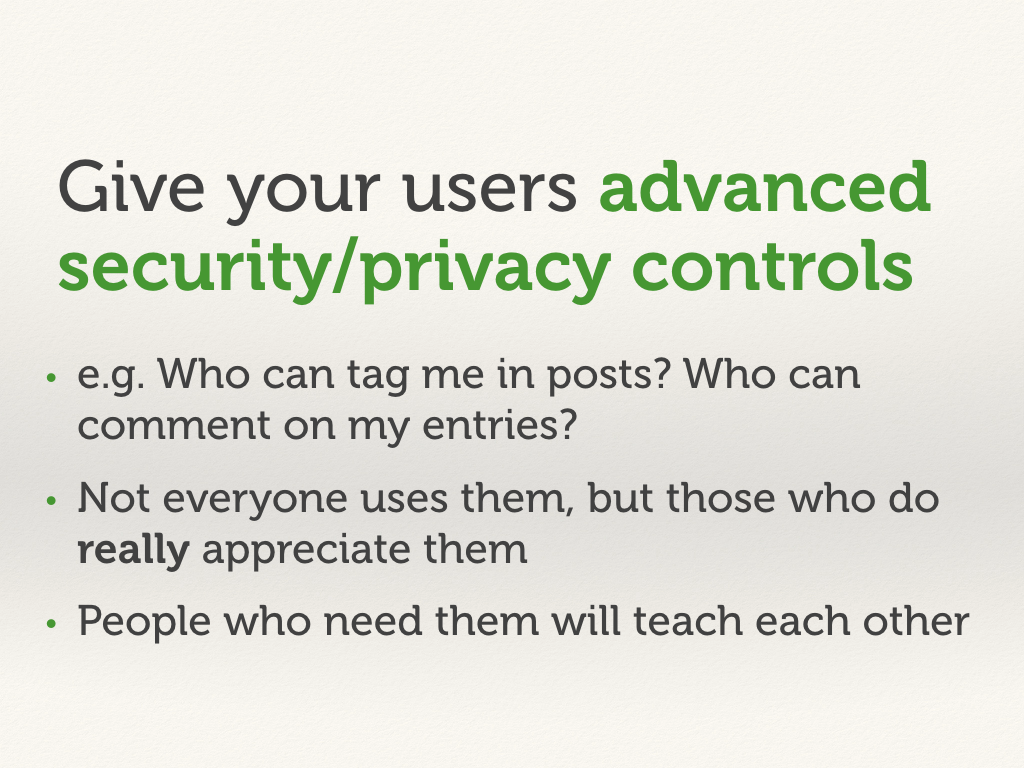 Give your users advanced
security/privacy controls
• e.g. Who can tag me in posts? Who can
comment on my entries?
• Not everyone uses them, but those who do
really appreciate them
• People who need them will teach each other